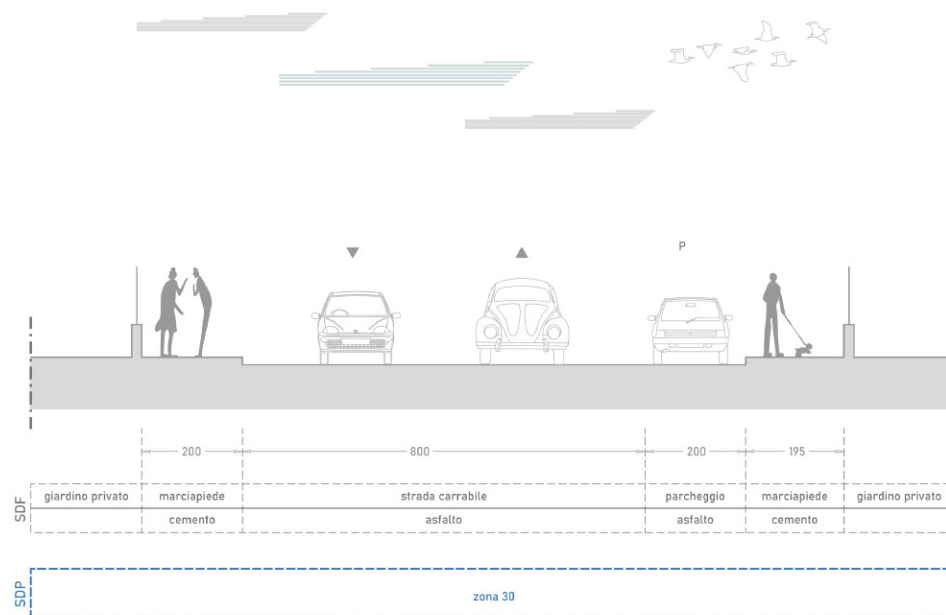 P
200 800 200 195
SDF
giardino privato marciapiede strada carrabile parcheggio marciapiede giardino privato
cemento asfalto asfalto cemento
SDP
zona 30